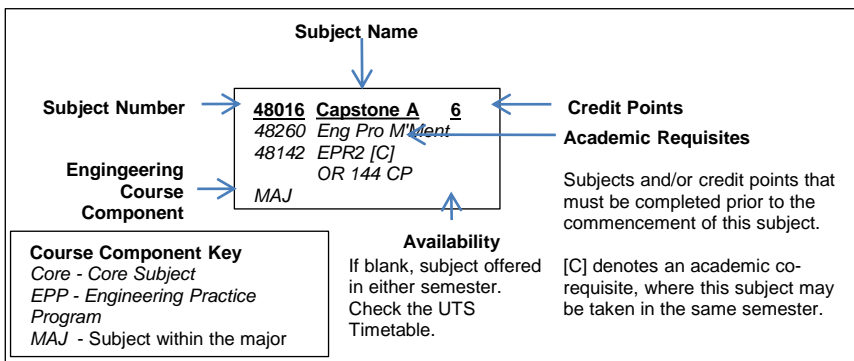 Subject Name
Subject Number
48016 Capstone A 6
48260 Eng Pro M'Ment
48142 EPR2 [C]
OR 144 CP
MAJ
Credit Points
Academic Requisites
Subjects and/or credit points that
must be completed prior to the
commencement of this subject.
[C] denotes an academic co-
requisite, where this subject may
be taken in the same semester.
Engingeering
Course
Component
Availability
If blank, subject offered
in either semester.
Check the UTS
Timetable.
Course Component Key
Core - Core Subject
EPP - Engineering Practice
Program
MAJ - Subject within the major